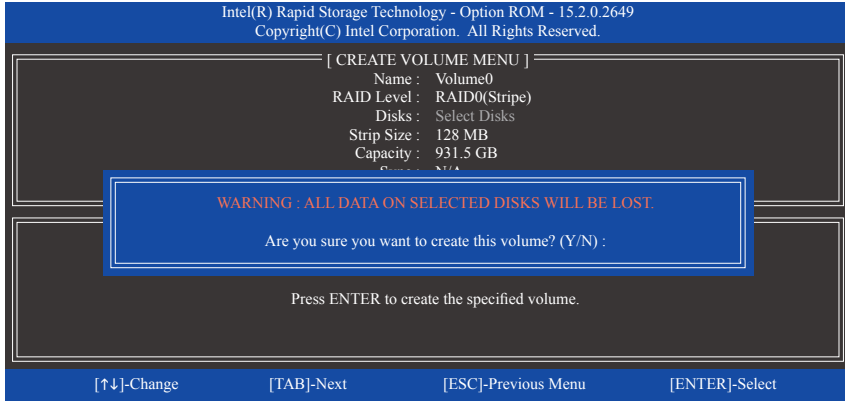 Intel(R) Rapid Storage Technology - Option ROM - 15.2.0.2649
Copyright(C) Intel Corporation. All Rights Reserved.
[ CREATE VOLUME MENU ]
Name : Volume0
RAID Level : RAID0(Stripe)
Disks : Select Disks
Strip Size : 128 MB
Capacity : 931.5 GB
N/A
WARNING : ALL DATA ON SELECTED DISKS WILL BE LOST.
Are you sure you want to create this volume? (Y/N) :
Press ENTER to create the specified volume.
[↑↓]-Change [TAB]-Next [ESC]-Previous Menu [ENTER]-Select